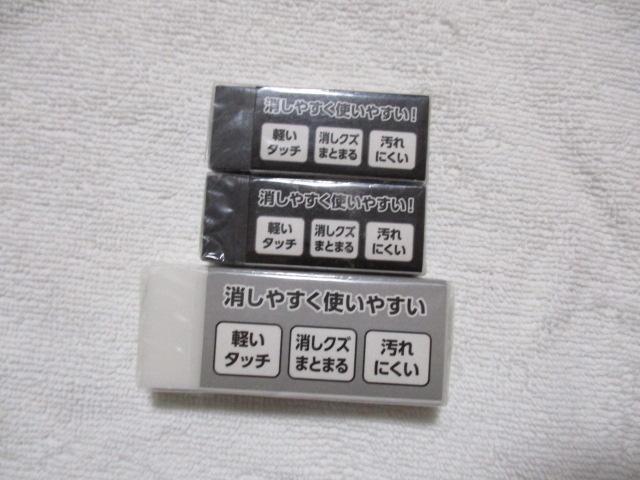 消しやすく使いやすい!
軽い
タッチ
消しクズ
まとまる
汚れ
にくい
消しやすく使いやすい!
軽い
タッチ
消しクズ
まとまる
汚れ
にくい
消しやすく使いやすい
軽い
タッチ
消しクズ
まとまる
汚れ
にくい